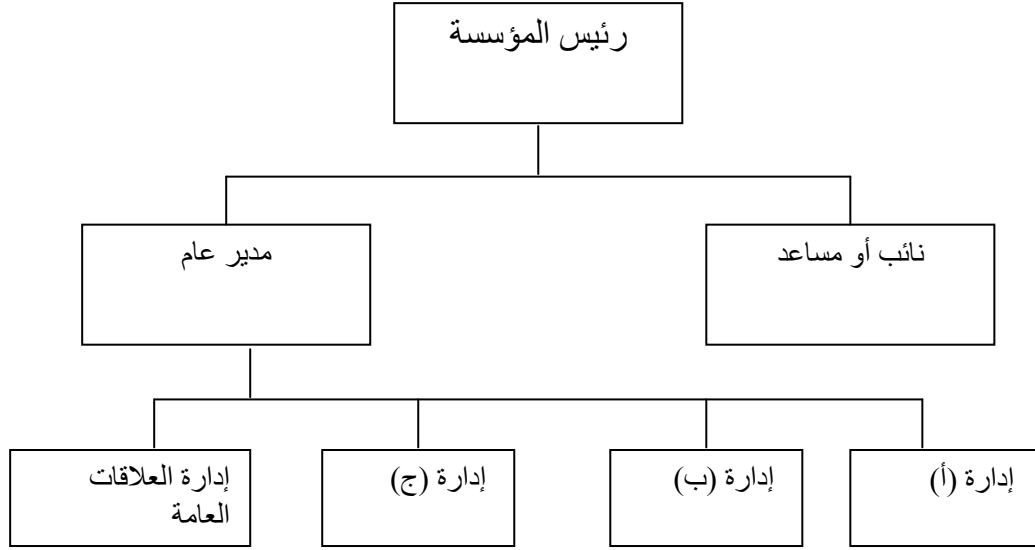 رئيس المؤسسة
نائب أو مساعد
مدير عام
إدارة (أ)
إدارة (ب)
إدارة (ج)
إدارة العلاقات
العامة